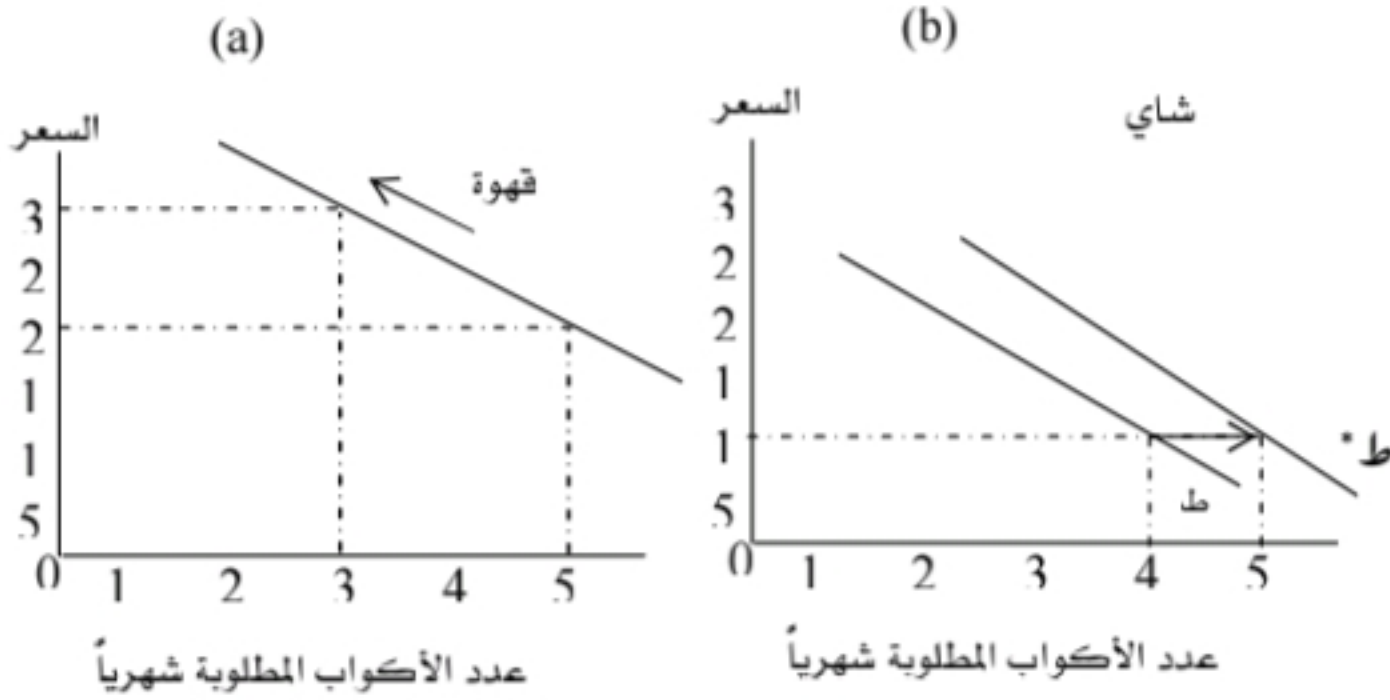 (a)
السعر
قهوة
3
2
2
1
1
5
0 1 2 3 4 5
عدد الأكواب المطلوبة شهرياً
(b)
السعر
شاي
3
2
2
1
1
5
ط*
ط
0 1 2 3 4 5
عدد الأكواب المطلوبة شهرياً